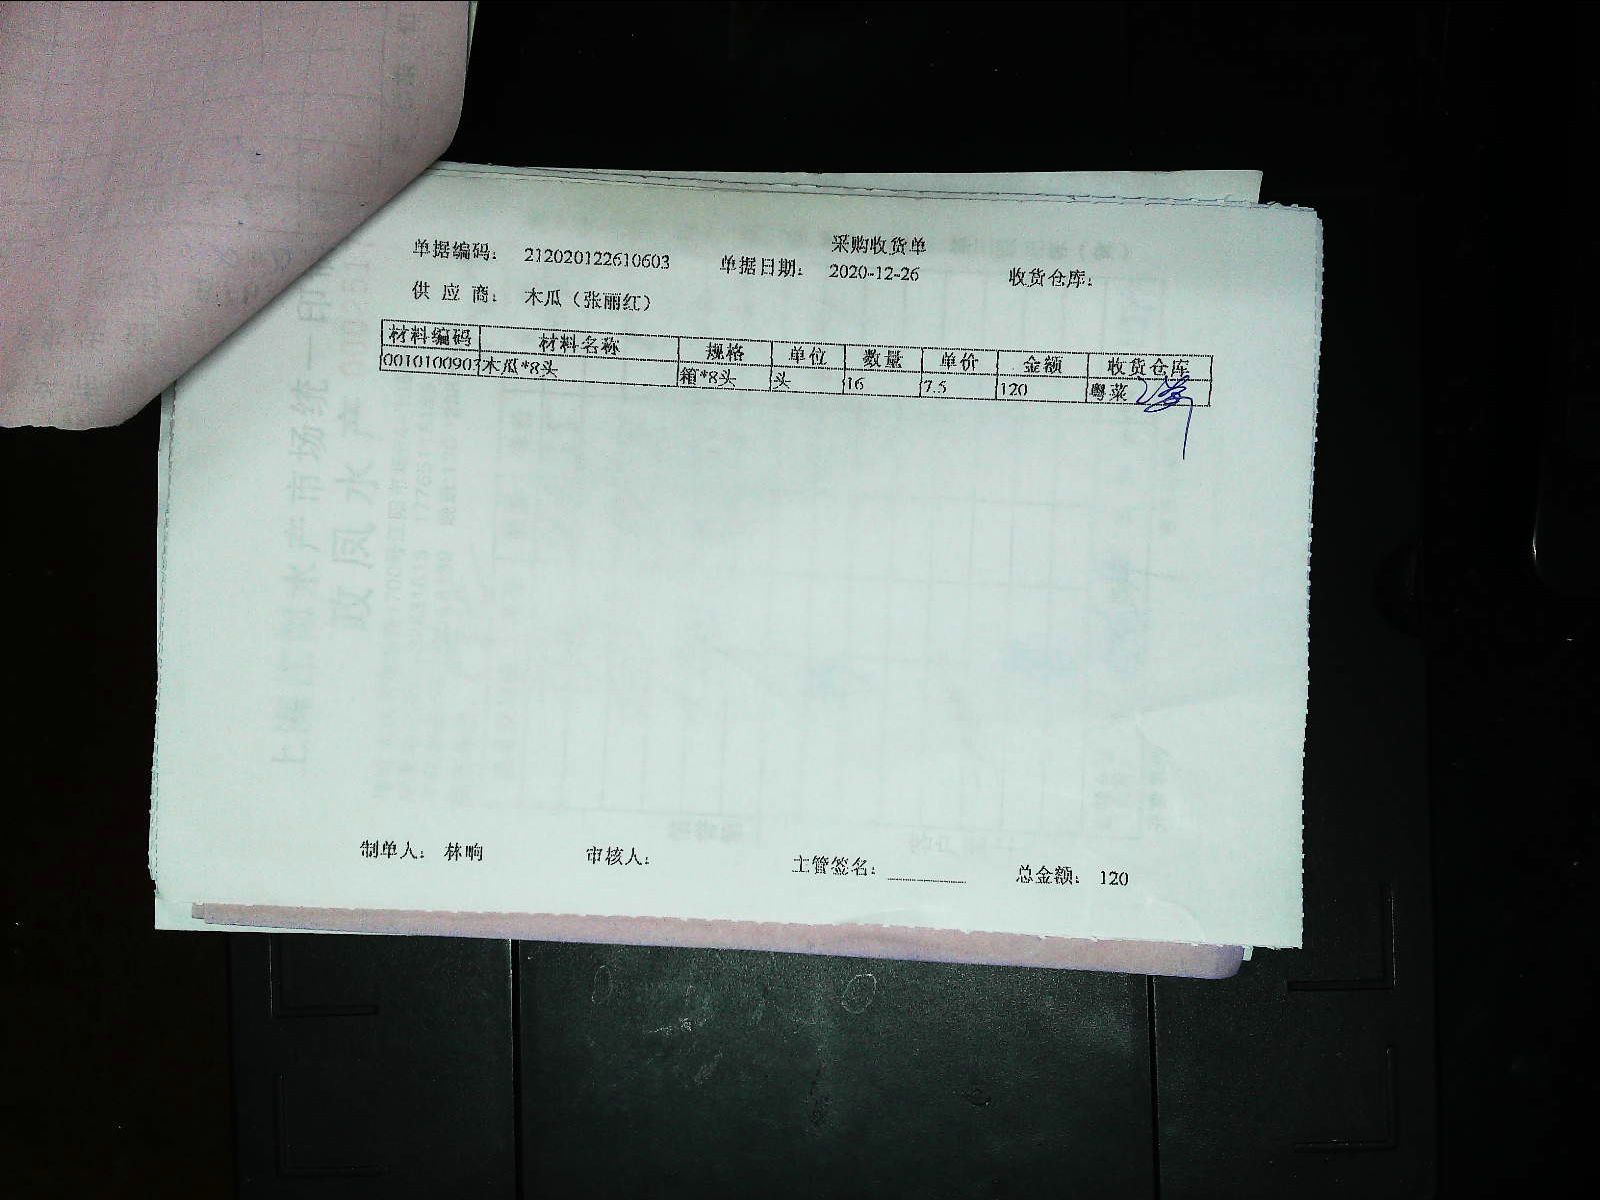 采购收货单
单据编码： 212020122610603 单据日期： 2020-12-26 收货仓库：
供 应 商： 木瓜（张丽红）
材料编码 材料名称 规格 单位 数量 单价 金额 收货仓库
0010100903 木瓜*8头 箱*8头 头 16 7.5 120 粤菜
制单人： 林响 审核人： 主管签名： 总金额： 120